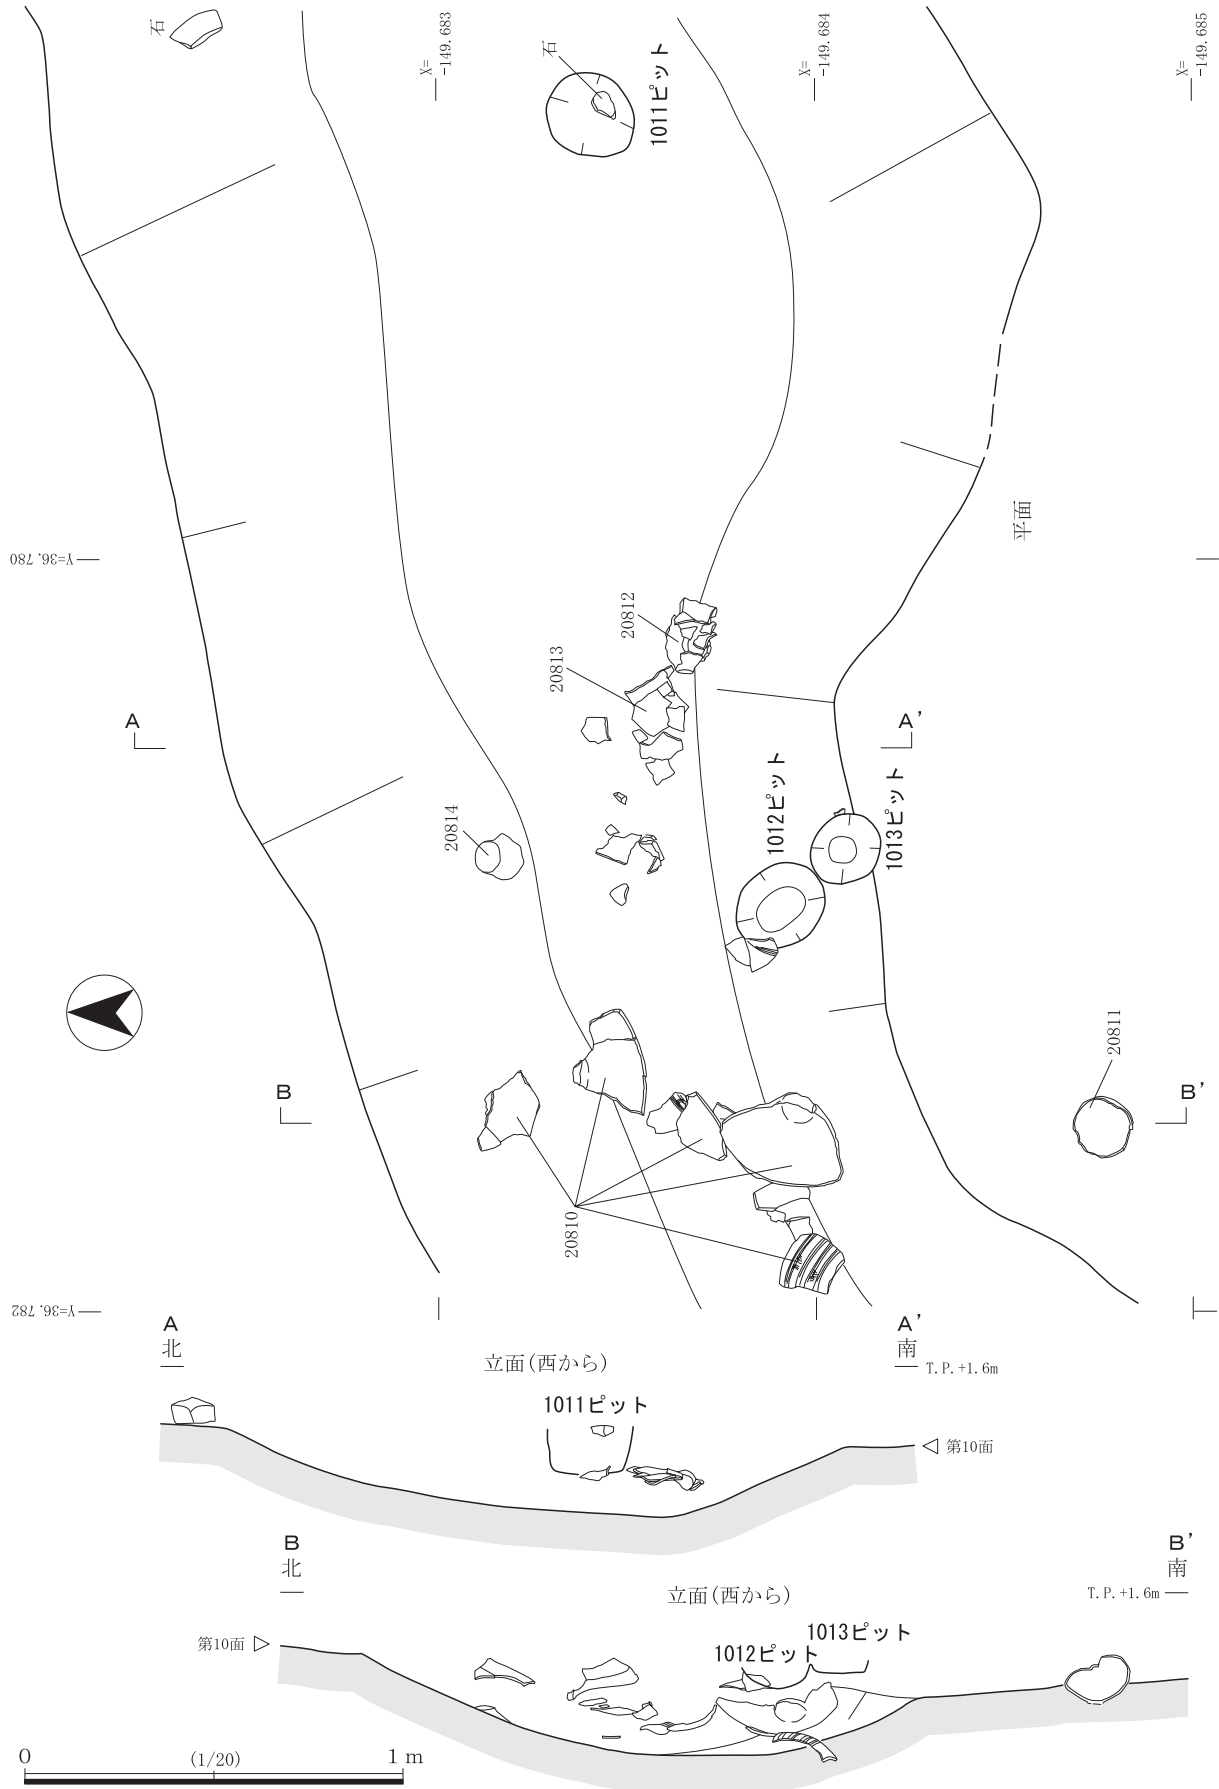 石
X=
-149.683
X=
-149.684
X=
-149.685
石
1011ピット
平面
Y=36.780
20812
20813
A
A'
1012ピット
1013ピット
20814
20811
B
B'
20810
Y=36.782
A
北
A'
南
T.P.+1.6m
立面(西から)
1011ピット
第10面
B
北
B'
南
立面(西から)
T.P.+1.6m
第10面
1013ピット
1012ピット
0
(1/20)
1 m